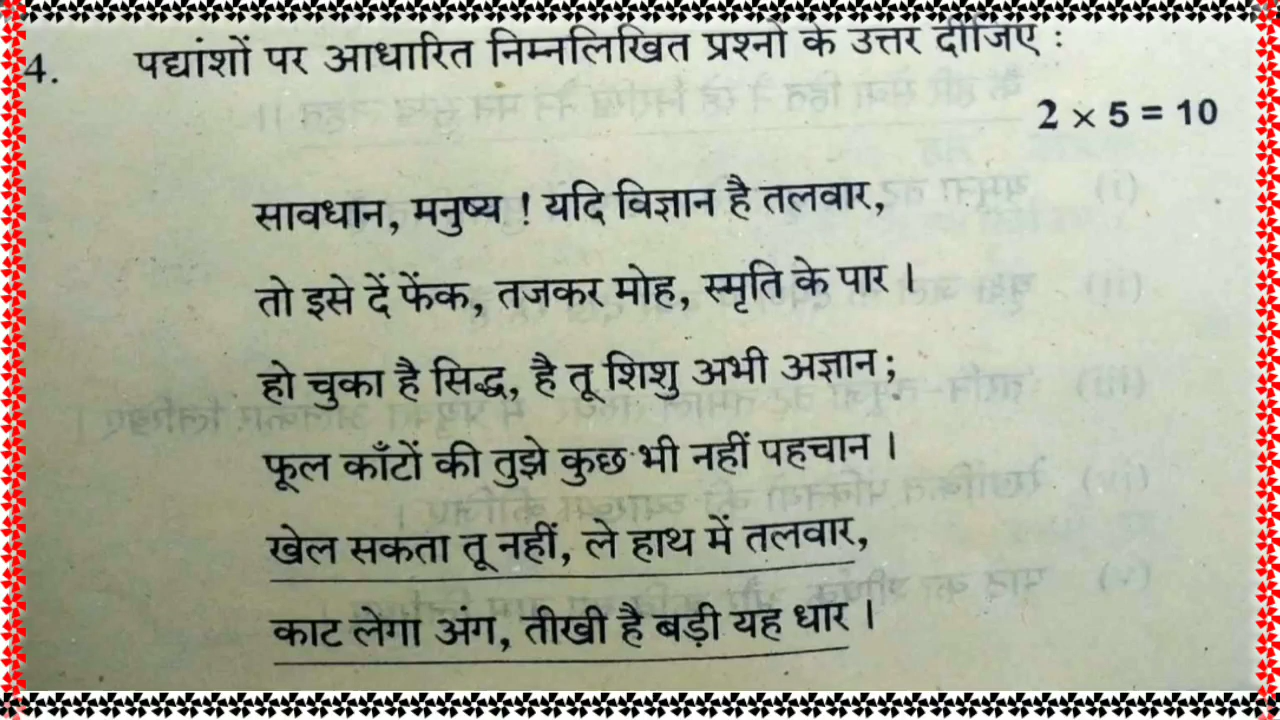 4. पद्यांशों पर आधारित निम्नलिखित प्रश्नों के उत्तर दीजिए :
2 × 5 = 10
सावधान, मनुष्य ! यदि विज्ञान है तलवार,
तो इसे दें फेंक, तजकर मोह, स्मृति के पार ।
हो चुका है सिद्ध, है तू शिशु अभी अज्ञान ;
फूल काँटों की तुझे कुछ भी नहीं पहचान ।
खेल सकता तू नहीं, ले हाथ में तलवार,
काट लेगा अंग, तीखी है बड़ी यह धार ।